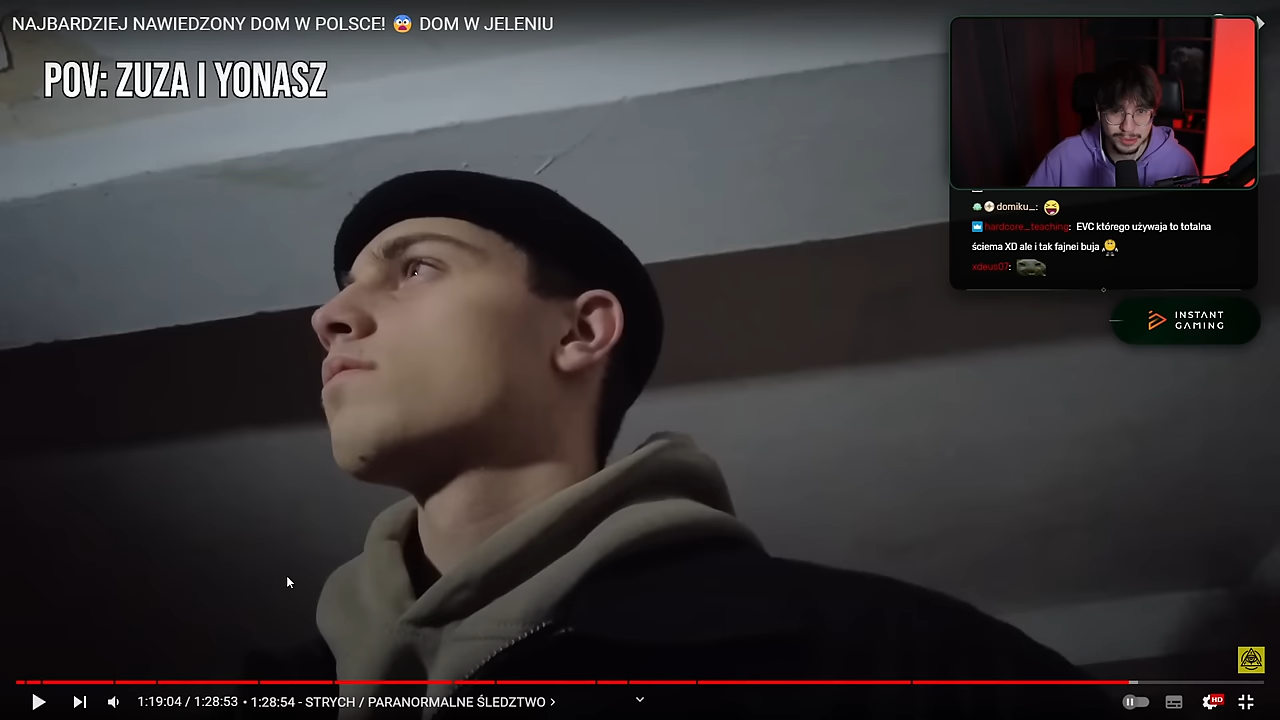 NAJBARDZIEJ NAWIEDZONY DOM W POLSCE! 😨 DOM W JELENIU
POV: ZUZA I YONASZ
domiku_: 😆
hardcore_teaching: EVC którego używaja to totalna
ściema XD ale i tak fajnei buja
xdeus07:
INSTANT
GAMING
1:19:04 / 1:28:53 • 1:28:54 - STRYCH / PARANORMALNE ŚLEDZTWO >
HD